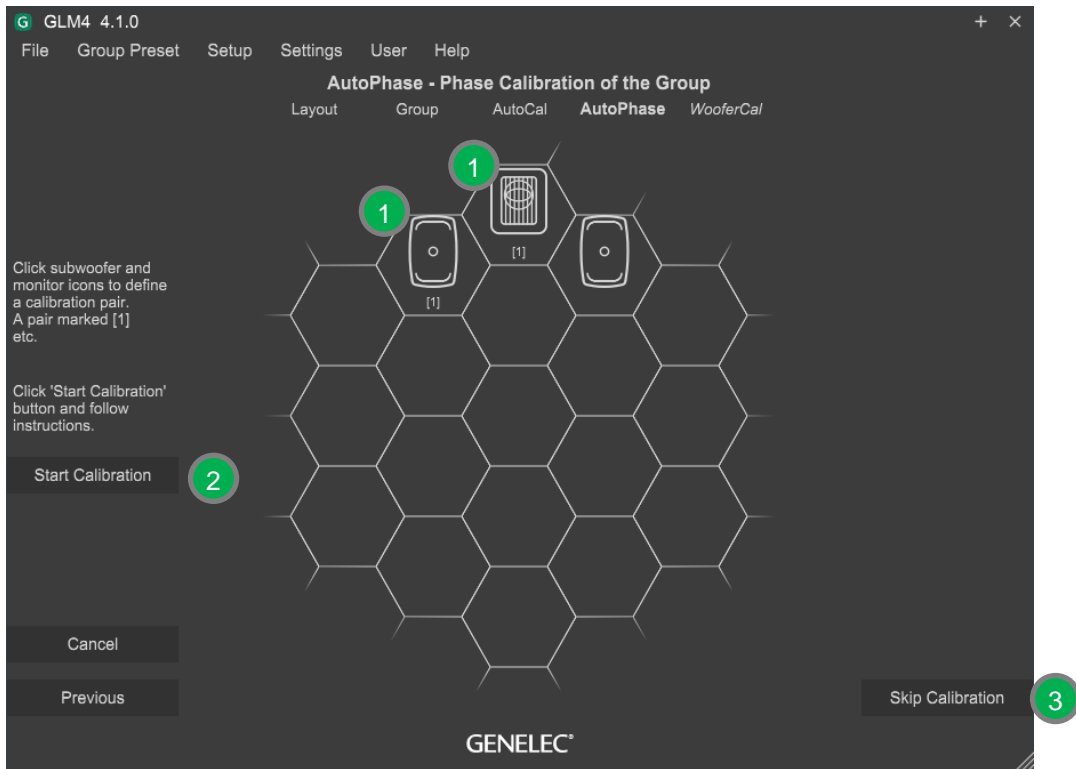 G GLM4 4.1.0 + ×
File Group Preset Setup Settings User Help
AutoPhase - Phase Calibration of the Group
Layout Group AutoCal AutoPhase WooferCal
1
1
[1]
[1]
Click subwoofer and
monitor icons to define
a calibration pair.
A pair marked [1]
etc.
Click 'Start Calibration'
button and follow
instructions.
Start Calibration
2
Cancel
Previous
Skip Calibration
3
GENELEC®